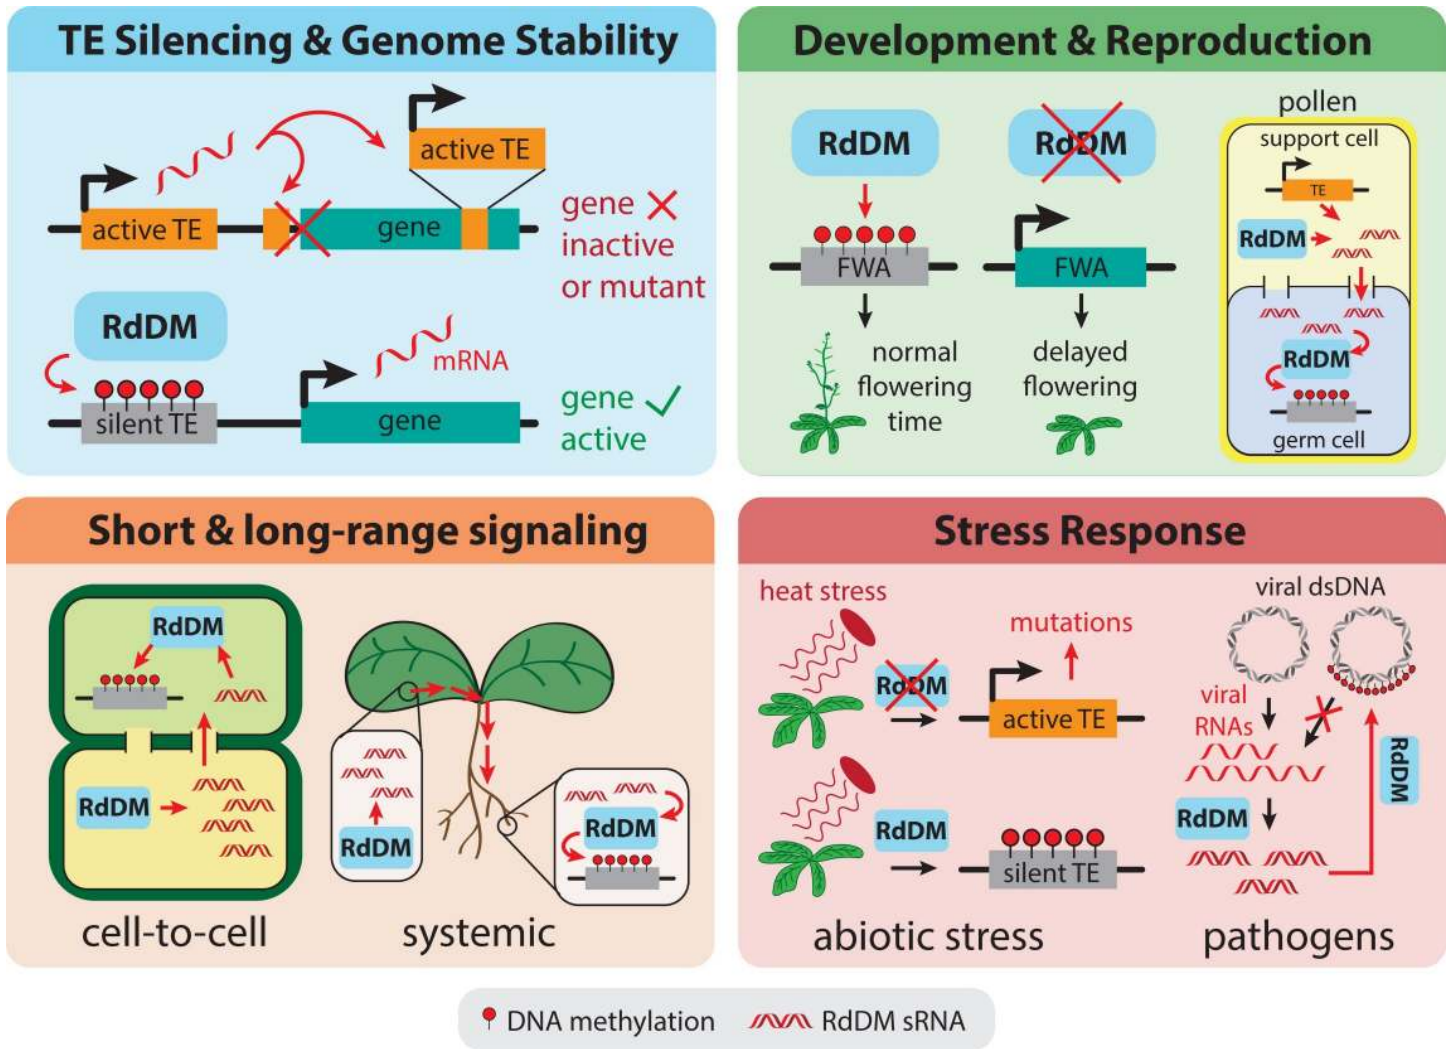 TE Silencing & Genome Stability
active TE
active TE
gene
gene
inactive
or mutant
RdDM
mRNA
silent TE
gene
gene
active
Development & Reproduction
RdDM
RdDM
FWA
FWA
normal
flowering
time
delayed
flowering
pollen
support cell
TE
RdDM
RdDM
germ cell
Short & long-range signaling
RdDM
RdDM
cell-to-cell
RdDM
RdDM
systemic
Stress Response
heat stress
RdDM
mutations
active TE
RdDM
silent TE
abiotic stress
viral dsDNA
viral
RNAs
RdDM
RdDM
pathogens
DNA methylation
RdDM sRNA